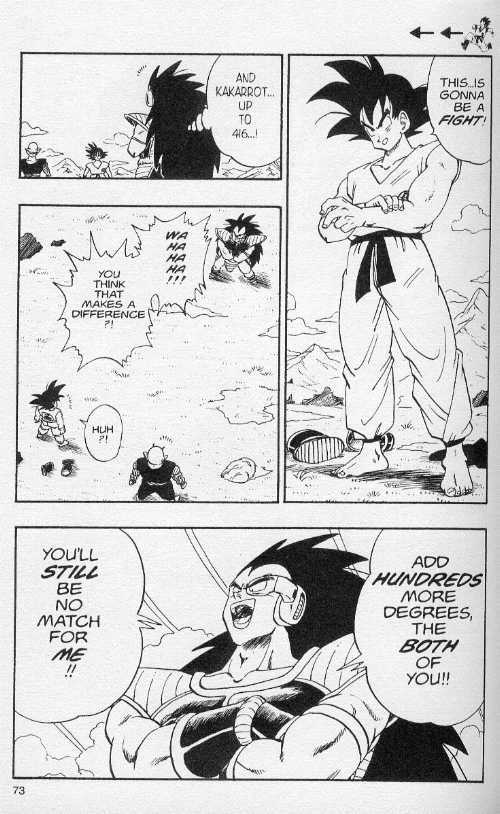 THIS...IS
GONNA
BE A
FIGHT!
AND
KAKARROT...
UP
TO
416...!
WA
HA
HA
HA
!!!
YOU
THINK
THAT
MAKES A
DIFFERENCE
?!
HUH
?!
ADD
HUNDREDS
MORE
DEGREES,
THE
BOTH
OF
YOU!!
YOU'LL
STILL
BE
NO
MATCH
FOR
ME
!!
73